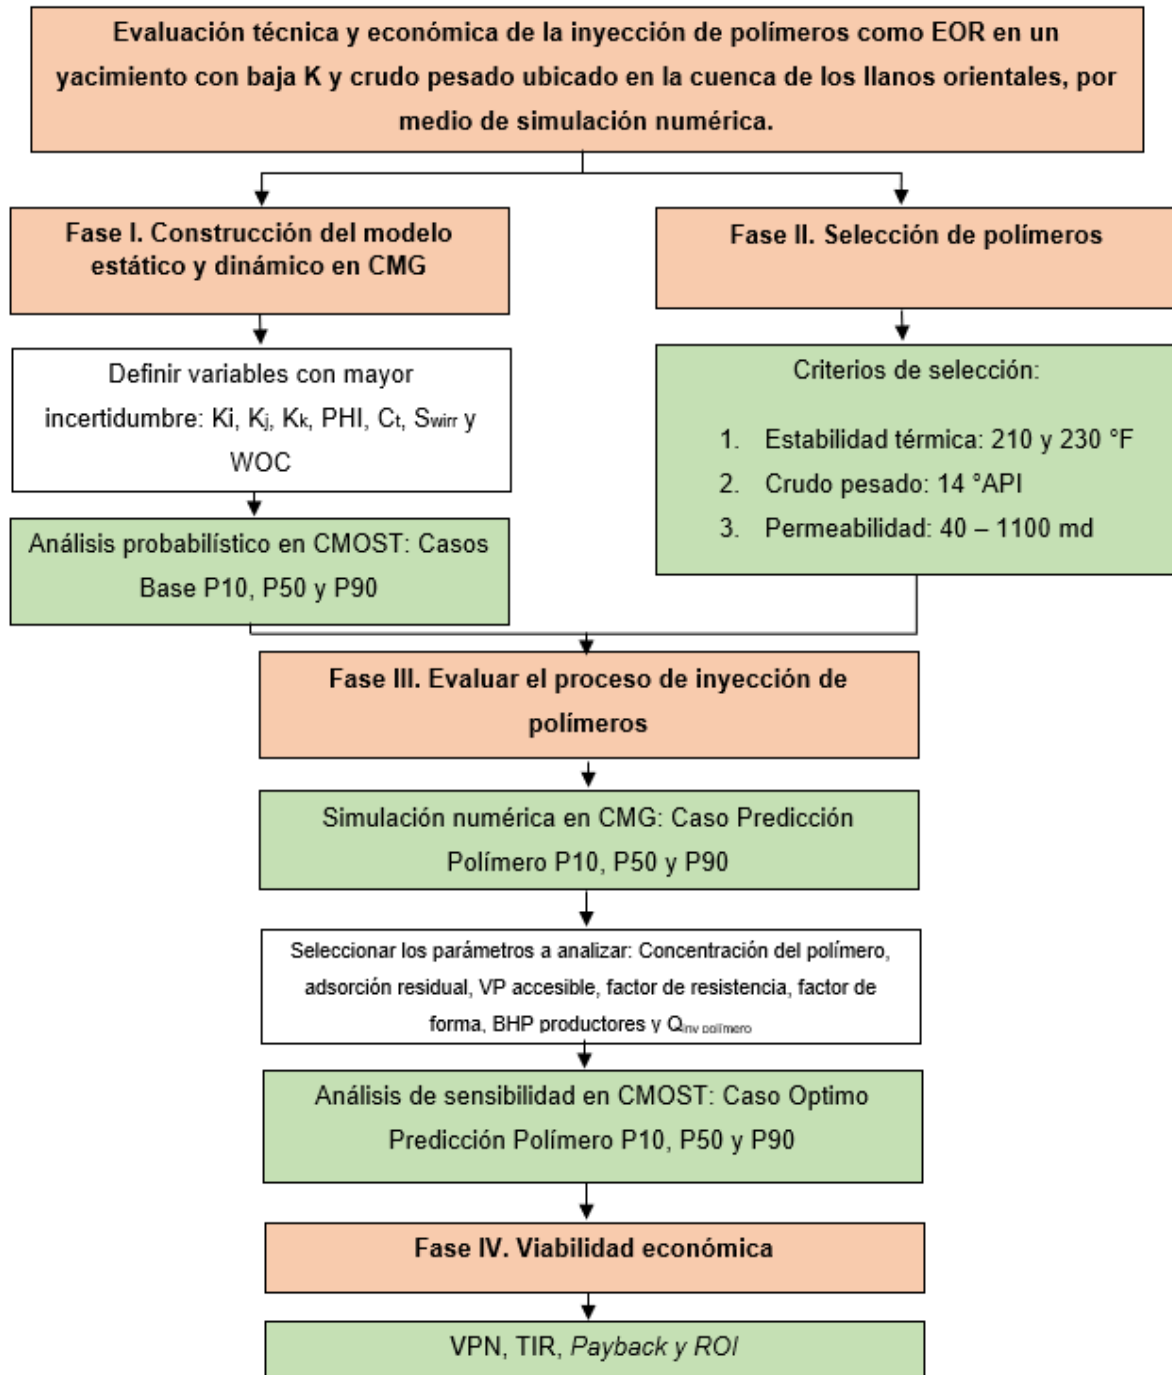 Evaluación técnica y económica de la inyección de polímeros como EOR en un
yacimiento con baja K y crudo pesado ubicado en la cuenca de los llanos orientales, por
medio de simulación numérica.
Fase I. Construcción del modelo
estático y dinámico en CMG
Fase II. Selección de polímeros
Definir variables con mayor
incertidumbre: Ki, Kj, Kk, PHI, Ct, Swirr y
WOC
Criterios de selección:
1. Estabilidad térmica: 210 y 230 °F
2. Crudo pesado: 14 °API
3. Permeabilidad: 40 – 1100 md
Análisis probabilístico en CMOST: Casos
Base P10, P50 y P90
Fase III. Evaluar el proceso de inyección de
polímeros
Simulación numérica en CMG: Caso Predicción
Polímero P10, P50 y P90
Seleccionar los parámetros a analizar: Concentración del polímero,
adsorción residual, VP accesible, factor de resistencia, factor de
forma, BHP productores y Qiny polímero
Análisis de sensibilidad en CMOST: Caso Optimo
Predicción Polímero P10, P50 y P90
Fase IV. Viabilidad económica
VPN, TIR, Payback y ROI